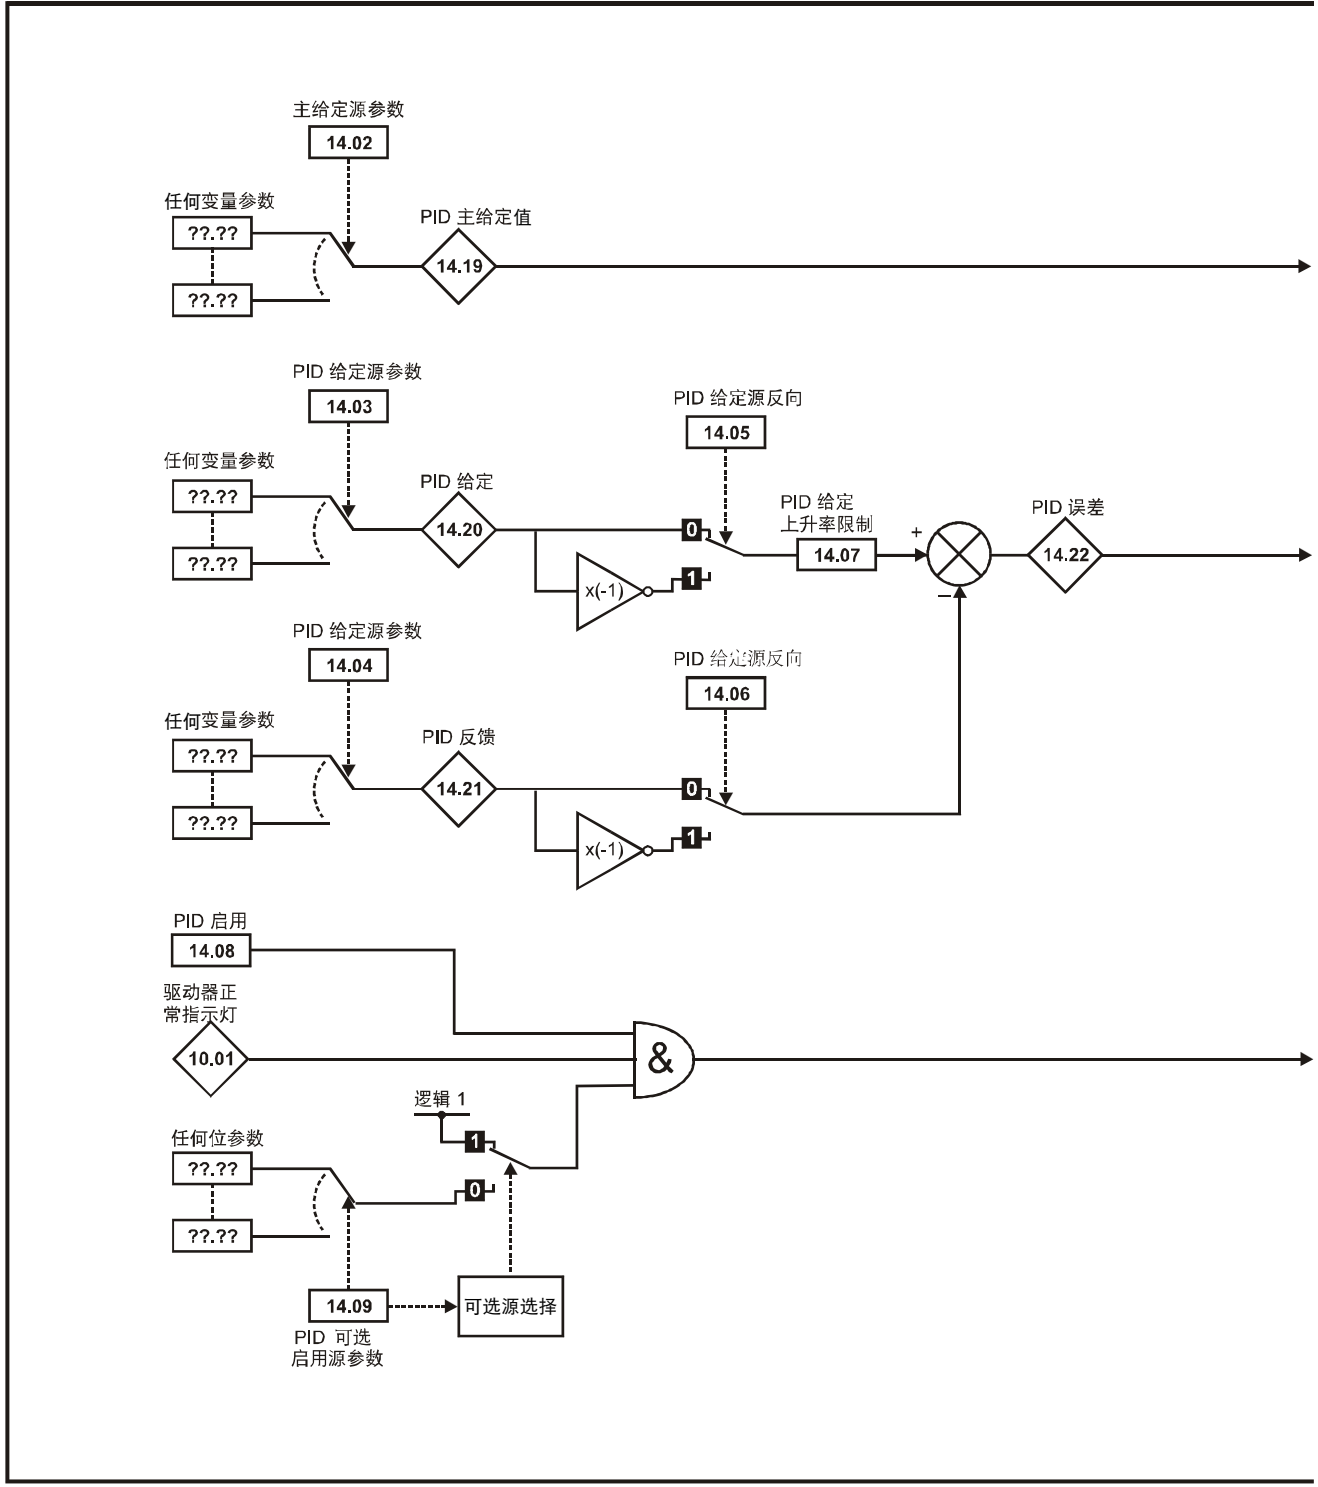 主给定源参数
14.02
任何变量参数
??.??
??.??
PID 主给定值
14.19
PID 给定源参数
14.03
任何变量参数
??.??
??.??
PID 给定
14.20
x(-1)
PID 给定源反向
14.05
0
1
PID 给定
上升率限制
14.07
+
–
PID 误差
14.22
PID 给定源参数
14.04
任何变量参数
??.??
??.??
PID 反馈
14.21
x(-1)
PID 给定源反向
14.06
0
1
PID 启用
14.08
驱动器正
常指示灯
10.01
&
逻辑 1
1
0
任何位参数
??.??
??.??
14.09
PID 可选
启用源参数
可选源选择